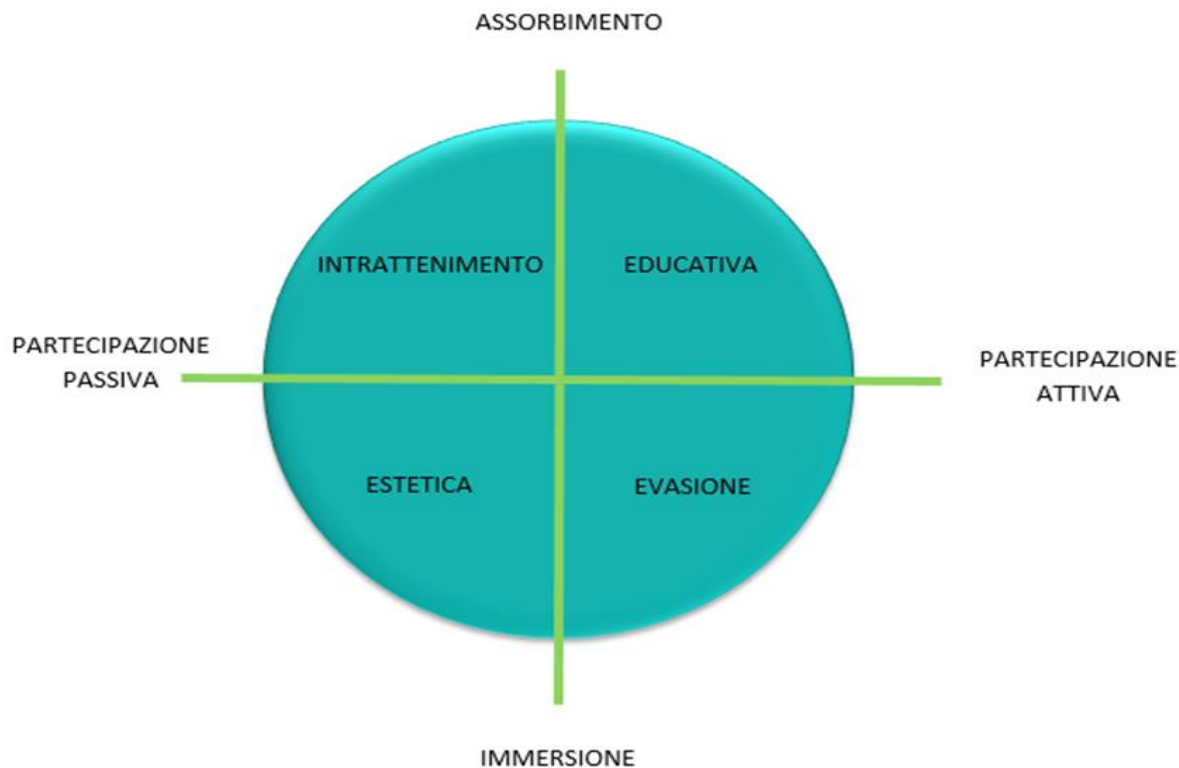 ASSORBIMENTO
INTRATTENIMENTO
EDUCATIVA
PARTECIPAZIONE
PASSIVA
PARTECIPAZIONE
ATTIVA
ESTETICA
EVASIONE
IMMERSIONE